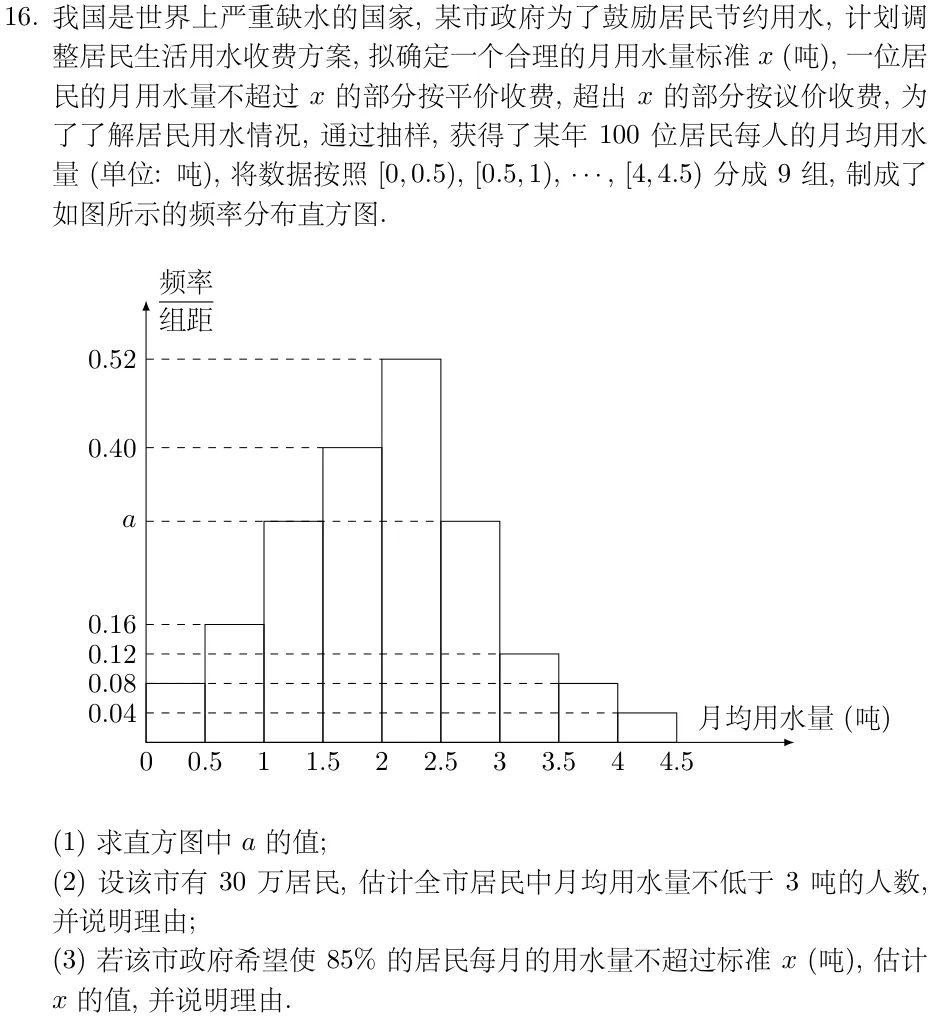 16. 我国是世界上严重缺水的国家, 某市政府为了鼓励居民节约用水, 计划调
整居民生活用水收费方案, 拟确定一个合理的月用水量标准 x (吨), 一位居
民的月用水量不超过 x 的部分按平价收费, 超出 x 的部分按议价收费, 为
了了解居民用水情况, 通过抽样, 获得了某年 100 位居民每人的月均用水
量 (单位: 吨), 将数据按照 [0, 0.5), [0.5, 1), ⋯, [4, 4.5) 分成 9 组, 制成了
如图所示的频率分布直方图.
频率
组距
0.52
0.40
a
0.16
0.12
0.08
0.04
月均用水量 (吨)
0 0.5 1 1.5 2 2.5 3 3.5 4 4.5
(1) 求直方图中 a 的值;
(2) 设该市有 30 万居民, 估计全市居民中月均用水量不低于 3 吨的人数,
并说明理由;
(3) 若该市政府希望使 85% 的居民每月的用水量不超过标准 x (吨), 估计
x 的值, 并说明理由.